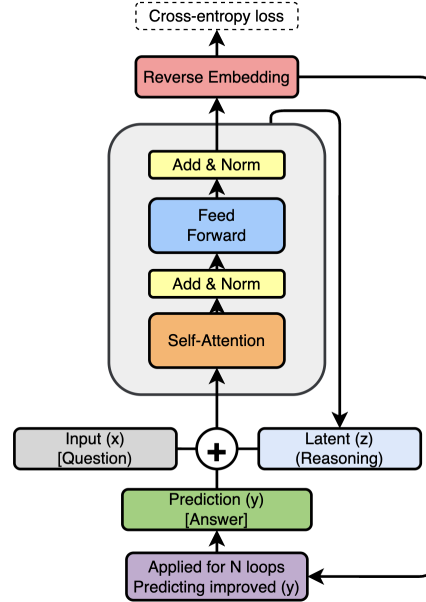 Cross-entropy loss
Reverse Embedding
Add & Norm
Feed
Forward
Add & Norm
Self-Attention
Input (x)
[Question)
+
Latent (z)
(Reasoning)
Prediction (y)
[Answer]
Applied for N loops
Predicting improved (y)